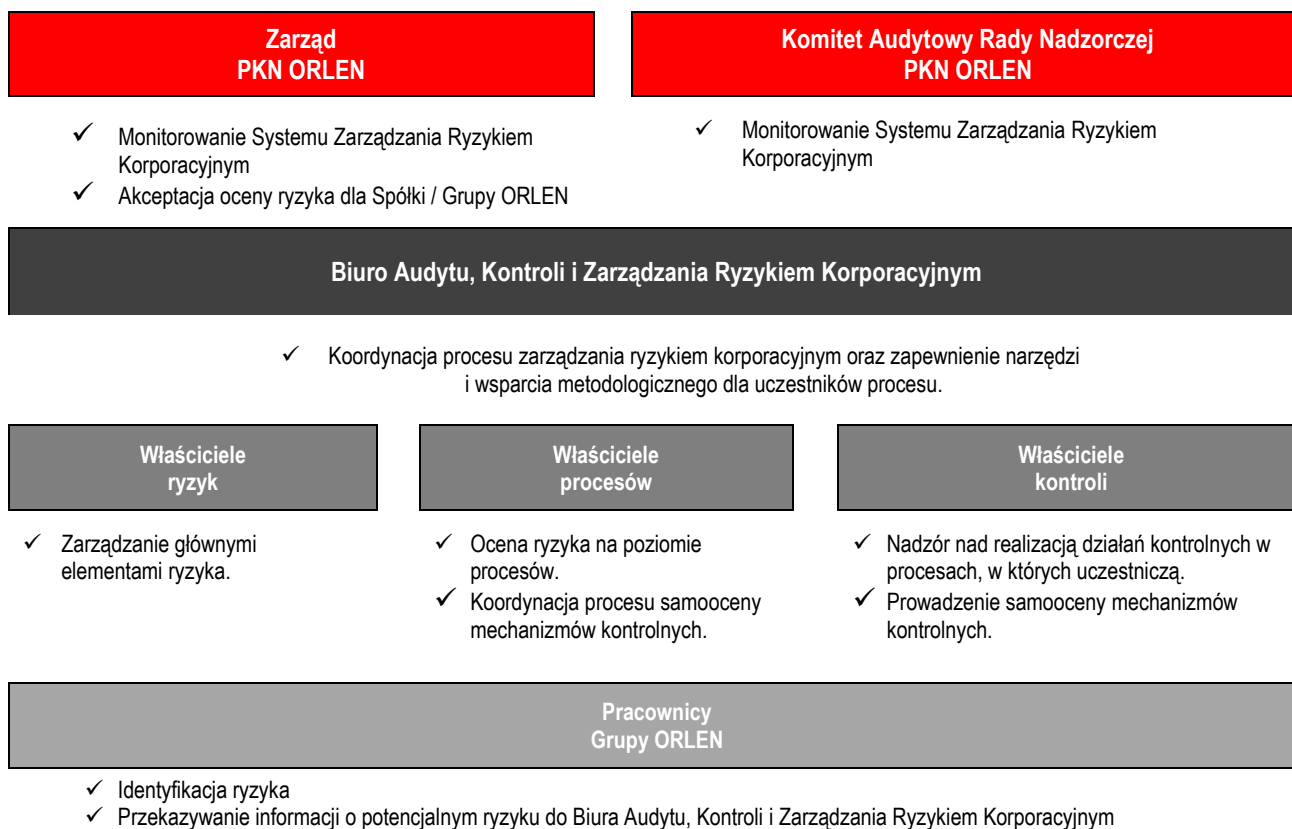 Zarząd
PKN ORLEN
Komitet Audytowy Rady Nadzorczej
PKN ORLEN
✓ Monitorowanie Systemu Zarządzania Ryzykiem
Korporacyjnym
✓ Akceptacja oceny ryzyka dla Spółki / Grupy ORLEN
✓ Monitorowanie Systemu Zarządzania Ryzykiem
Korporacyjnym
Biuro Audytu, Kontroli i Zarządzania Ryzykiem Korporacyjnym
✓ Koordynacja procesu zarządzania ryzykiem korporacyjnym oraz zapewnienie narzędzi
i wsparcia metodologicznego dla uczestników procesu.
Właściciele
ryzyk
✓ Zarządzanie głównymi
elementami ryzyka.
Właściciele
procesów
✓ Ocena ryzyka na poziomie
procesów.
✓ Koordynacja procesu samooceny
mechanizmów kontrolnych.
Właściciele
kontroli
✓ Nadzór nad realizacją działań kontrolnych w
procesach, w których uczestniczą.
✓ Prowadzenie samooceny mechanizmów
kontrolnych.
Pracownicy
Grupy ORLEN
✓ Identyfikacja ryzyka
✓ Przekazywanie informacji o potencjalnym ryzyku do Biura Audytu, Kontroli i Zarządzania Ryzykiem Korporacyjnym